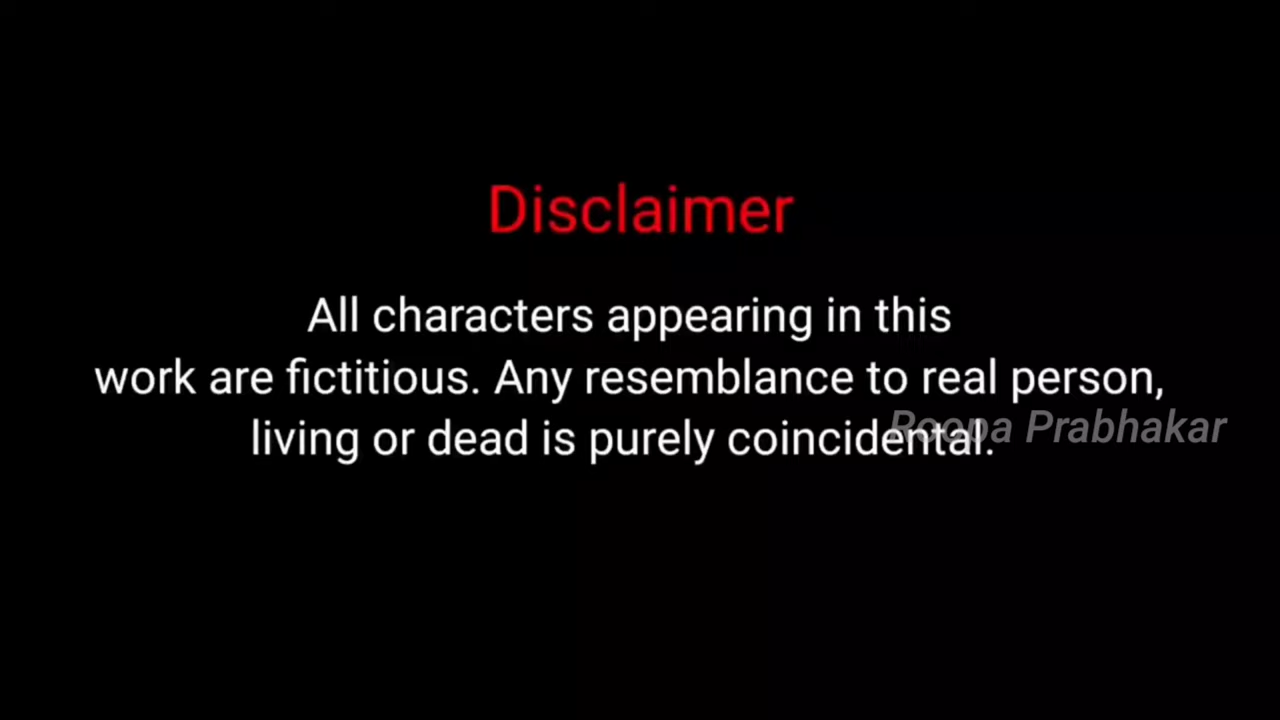 Disclaimer
All characters appearing in this
work are fictitious. Any resemblance to real person,
living or dead is purely coincidental.
Roopa Prabhakar